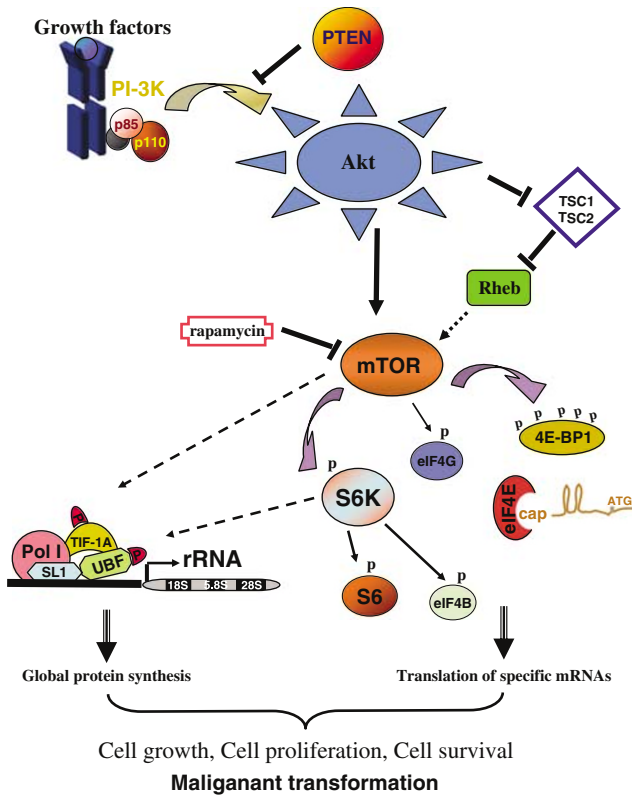 Growth factors
PTEN
PI-3K
p85
p110
Akt
TSC1
TSC2
Rheb
rapamycin
mTOR
p p p p p
4E-BP1
p
eIF4G
p
S6K
eIF4E
cap
ATG
P
TIF-1A
Pol I
UBF
P
SL1
rRNA
18S 5.8S 28S
p
S6
p
eIF4B
Global protein synthesis
Translation of specific mRNAs
Cell growth, Cell proliferation, Cell survival
Maliganant transformation